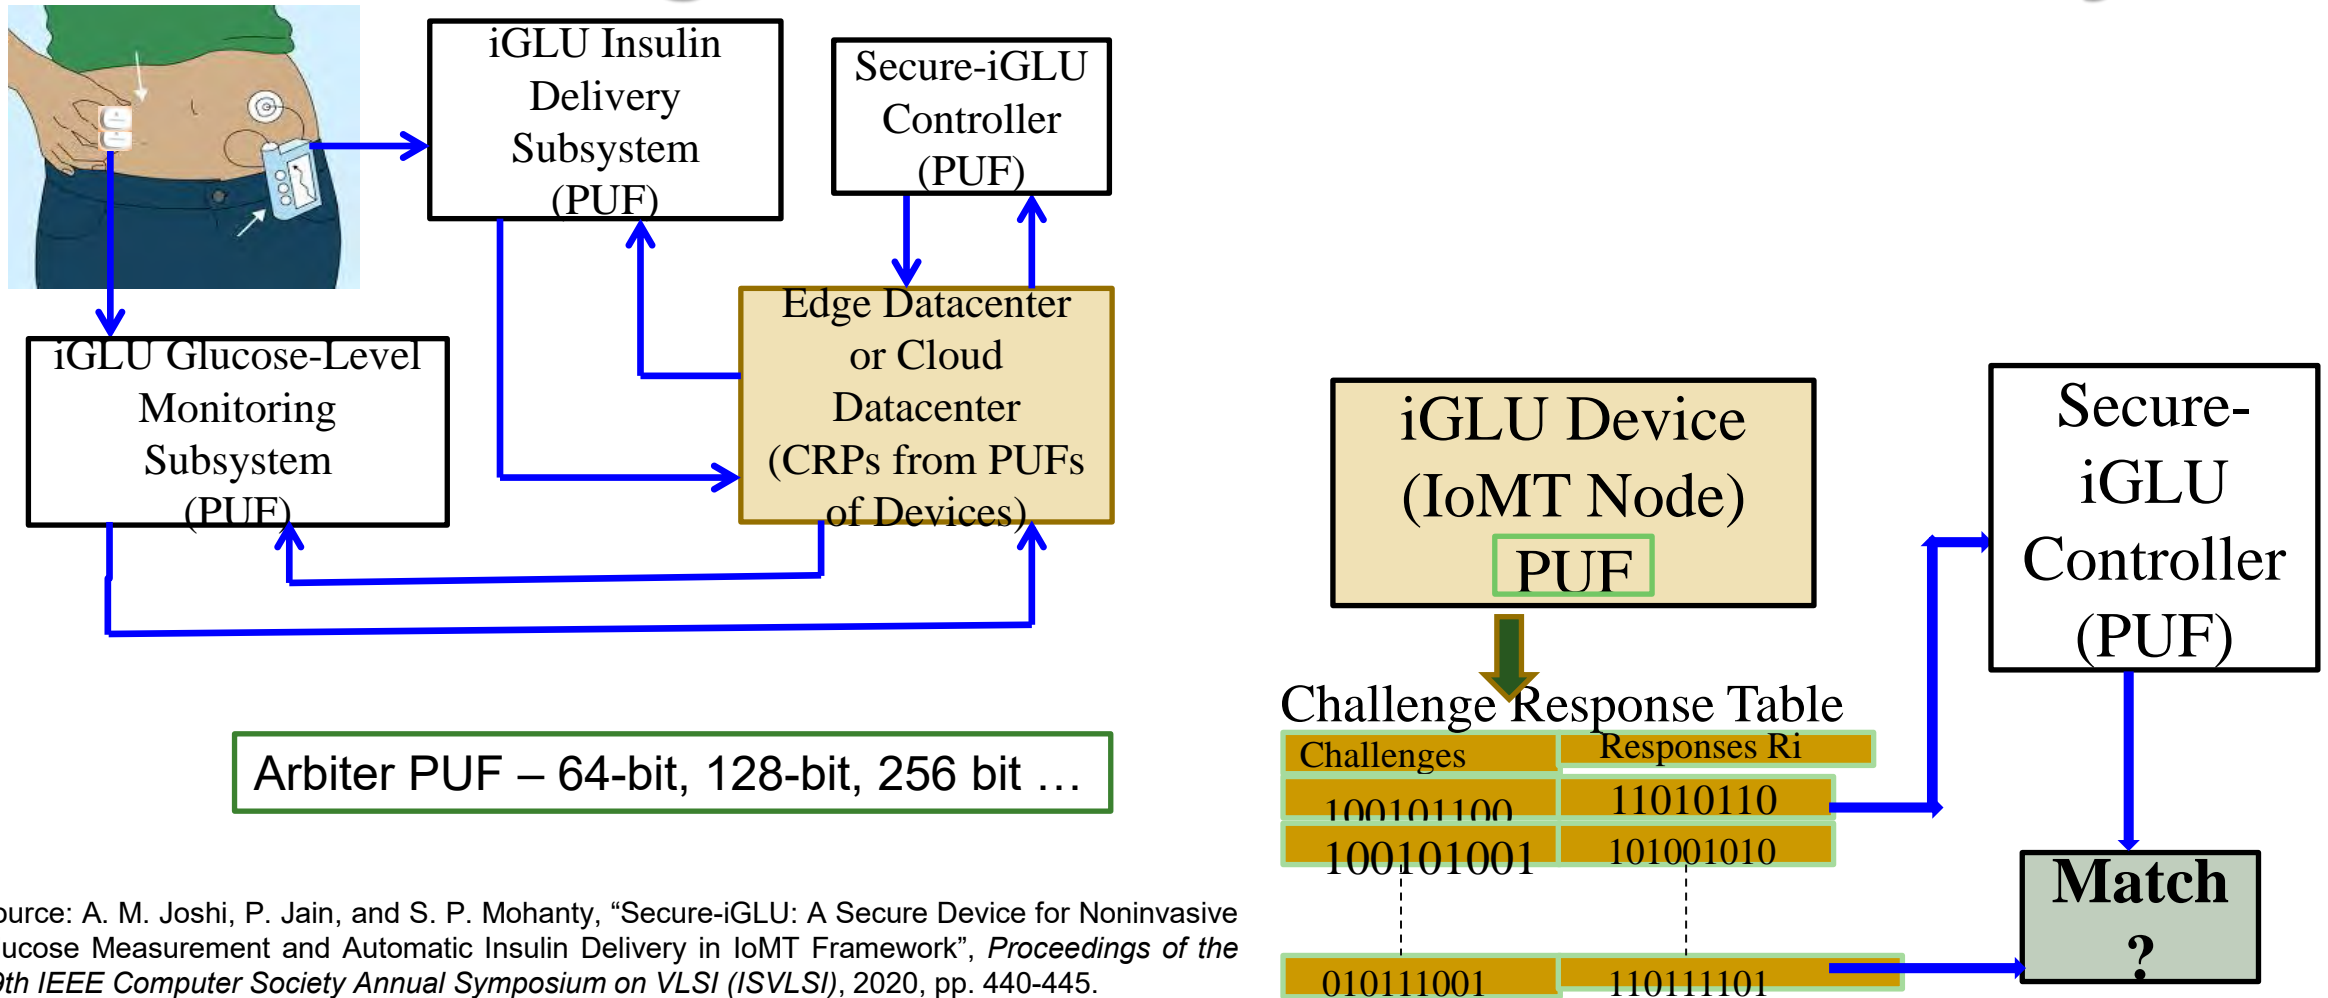 iGLU Insulin
Delivery
Subsystem
(PUF)
Secure-iGLU
Controller
(PUF)
iGLU Glucose-Level
Monitoring
Subsystem
(PUF)
Edge Datacenter
or Cloud
Datacenter
(CRPs from PUFs
of Devices)
Arbiter PUF – 64-bit, 128-bit, 256 bit …
ource: A. M. Joshi, P. Jain, and S. P. Mohanty, “Secure-iGLU: A Secure Device for Noninvasive
lucose Measurement and Automatic Insulin Delivery in IoMT Framework”, Proceedings of the
9th IEEE Computer Society Annual Symposium on VLSI (ISVLSI), 2020, pp. 440-445.
iGLU Device
(IoMT Node)
PUF
Secure-
iGLU
Controller
(PUF)
Challenge Response Table
Challenges Responses Ri
100101100 11010110
100101001 101001010
010111001 110111101
Match
?